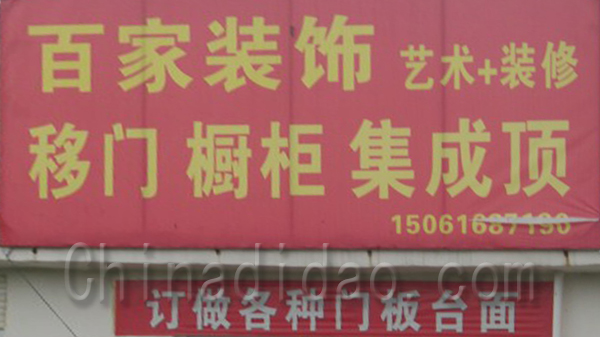 百家装饰 艺术+装修
移门 橱柜 集成顶
15061687190
Chinadidao.com
订做各种门板台面